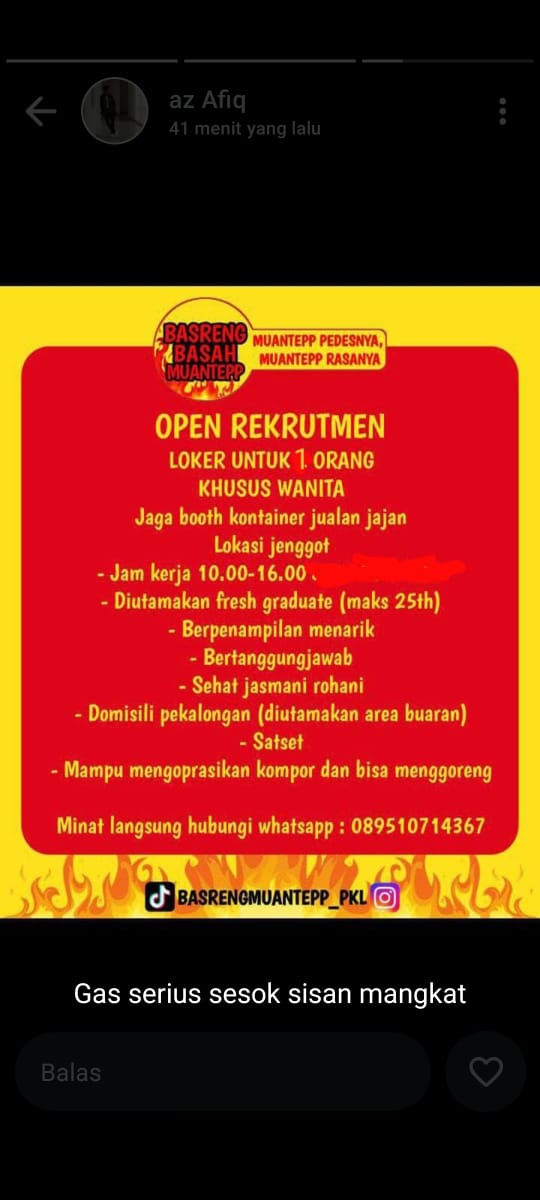 az Afiq
41 menit yang lalu
BASRENG
BASAH
MUANTEPP
MUANTEPP PEDESNYA,
MUANTEPP RASANYA
OPEN REKRUTMEN
LOKER UNTUK 1 ORANG
KHUSUS WANITA
Jaga booth kontainer jualan jajan
Lokasi jenggot
- Jam kerja 10.00-16.00
- Diutamakan fresh graduate (maks 25th)
- Berpenampilan menarik
- Bertanggungjawab
- Sehat jasmani rohani
- Domisili pekalongan (diutamakan area buaran)
- Satset
- Mampu mengoprasikan kompor dan bisa menggoreng
Minat langsung hubungi whatsapp : 089510714367
BASRENGMUANTEPP_PKL
Gas serius sesok sisan mangkat
Balas